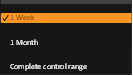 ✓ 1 Week
1 Month
Complete control range